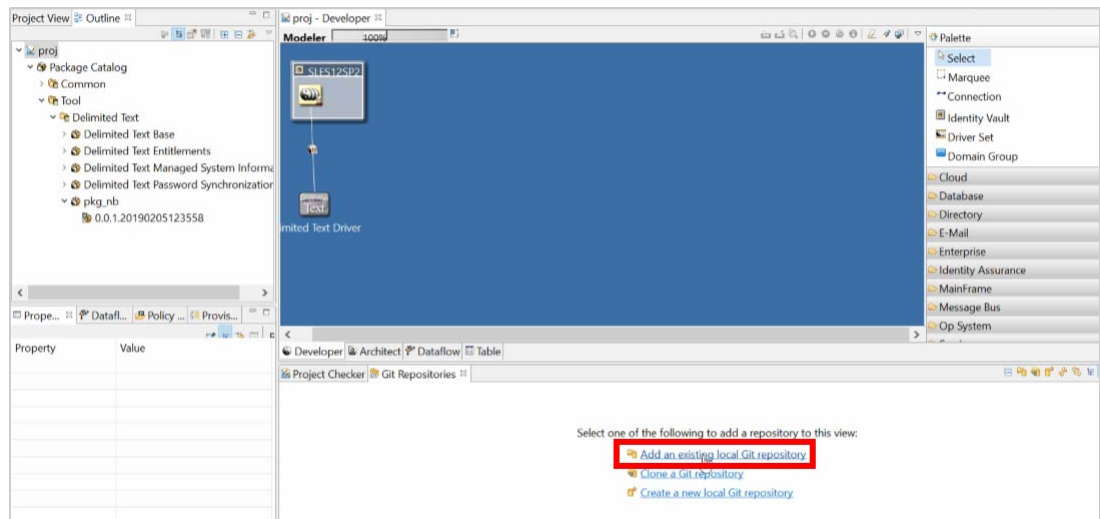 Project View Outline
proj
Package Catalog
Common
Tool
Delimited Text
Delimited Text Base
Delimited Text Entitlements
Delimited Text Managed System Informa
Delimited Text Password Synchronization
pkg_nb
0.0.1.20190205123558
Prope... Datafl... Policy ... Provis...
Property Value
proj - Developer
Modeler 100%
SLES12SP2
Text
imited Text Driver
Developer Architect Dataflow Table
Palette
Select
Marquee
Connection
Identity Vault
Driver Set
Domain Group
Cloud
Database
Directory
E-Mail
Enterprise
Identity Assurance
MainFrame
Message Bus
Op System
Project Checker Git Repositories
Select one of the following to add a repository to this view:
Add an existing local Git repository
Clone a Git repository
Create a new local Git repository